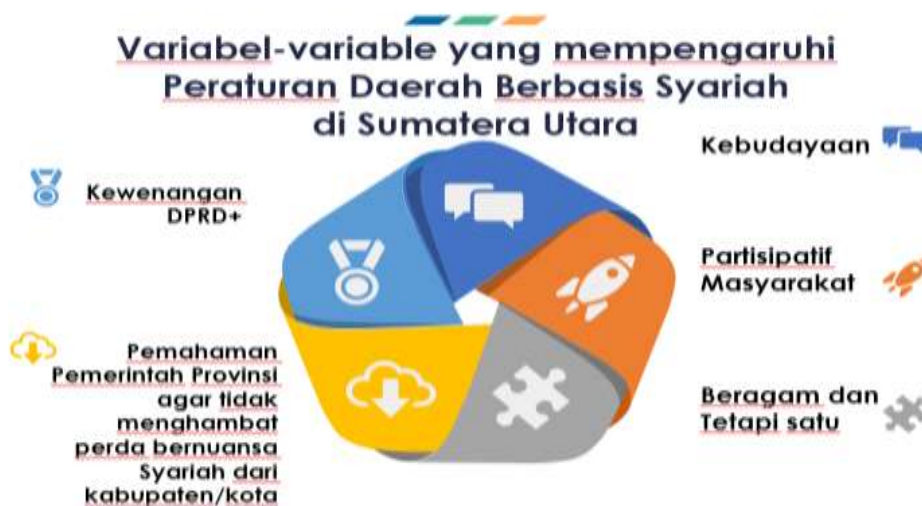 Variabel-variable yang mempengaruhi
Peraturan Daerah Berbasis Syariah
di Sumatera Utara
Kewenangan
DPRD+
Pemahaman
Pemerintah Provinsi
agar tidak
menghambat
perda bernuansa
Syariah dari
kabupaten/kota
Kebudayaan
Partisipatif
Masyarakat
Beragam dan
Tetapi satu